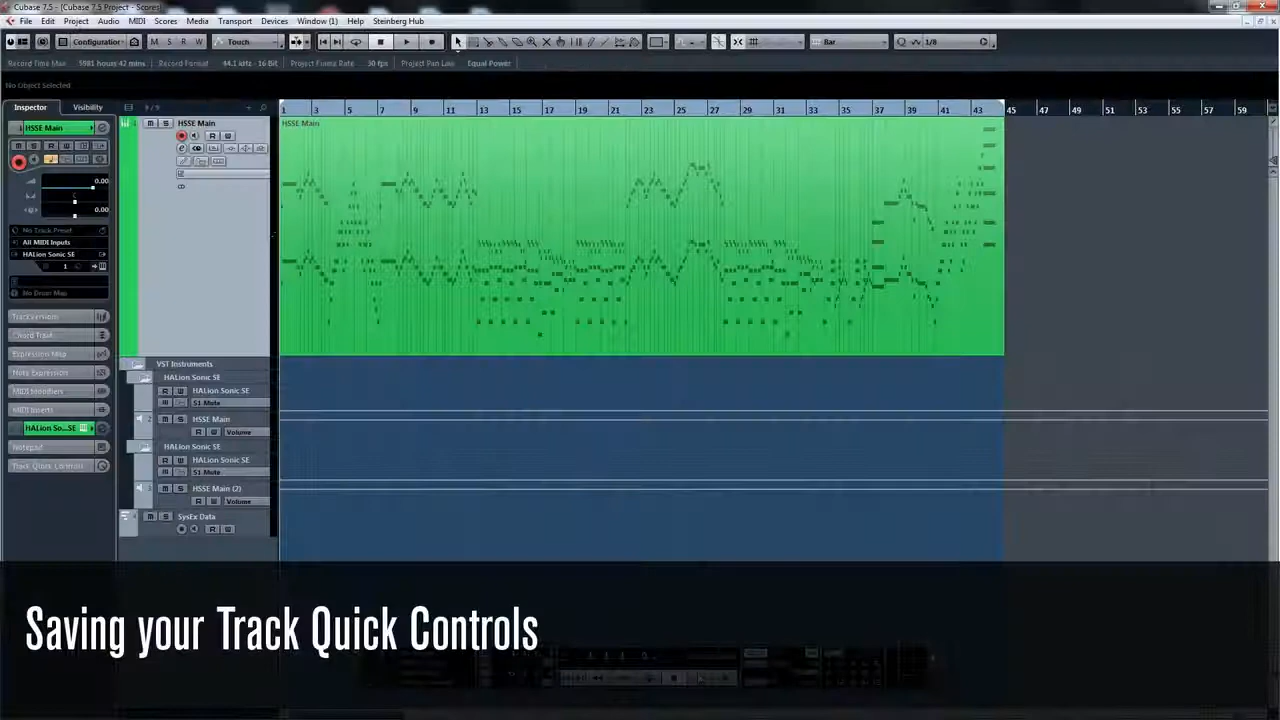 Cubase 7.5 - [Cubase 7.5 Project - Scores]
File Edit Project Audio MIDI Scores Media Transport Devices Window (1) Help Steinberg Hub
Configuration M S R W Touch Bar Q 1/8
Record Time Max 5981 hours 42 mins Record Format 44.1 kHz - 16 Bit Project Frame Rate 30 fps Project Pan Law Equal Power
No Object Selected
Inspector Visibility 9 / 9
1 3 5 7 9 11 13 15 17 19 21 23 25 27 29 31 33 35 37 39 41 43 45 47 49 51 53 55 57 59
HSSE Main
1 M S HSSE Main
HSSE Main
R W
M S R W
0.00
C
0.00
No Track Preset
All MIDI Inputs
HALion Sonic SE
1
No Drum Map
TrackVersions
Chord Track
Expression Map
Note Expression
MIDI Modifiers
MIDI Inserts
HALion So...SE
Notepad
Track Quick Controls
VST Instruments
HALion Sonic SE
R W HALion Sonic SE
S1 Mute
2 M S HSSE Main
R W Volume
HALion Sonic SE
R W HALion Sonic SE
S1 Mute
3 M S HSSE Main (2)
R W Volume
4 M S SysEx Data
R W
Saving your Track Quick Controls